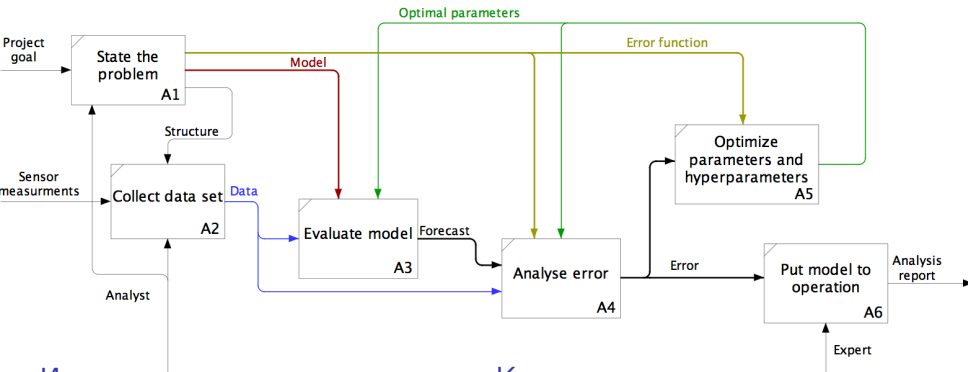 Optimal parameters
Project
goal
State the
problem
A1
Error function
Model
Structure
Optimize
parameters and
hyperparameters
A5
Sensor
measurments
Collect data set
A2
Data
Evaluate model
A3
Forecast
Analyse error
A4
Error
Put model to
operation
A6
Analysis
report
Analyst
Expert